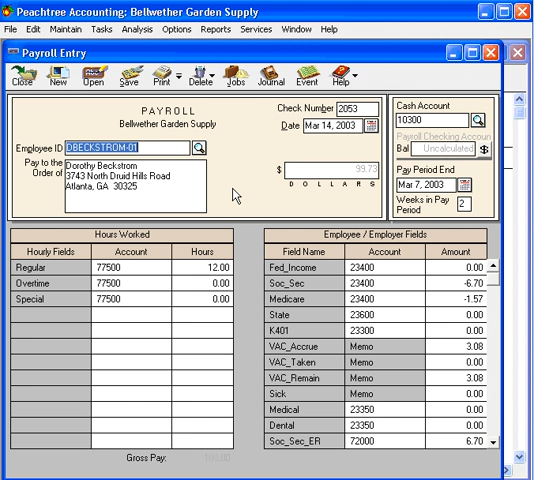 Peachtree Accounting: Bellwether Garden Supply
File Edit Maintain Tasks Analysis Options Reports Services Window Help
Payroll Entry
Close New Open Save Print Delete Jobs Journal Event Help
PAYROLL
Bellwether Garden Supply
Check Number 2053
Date Mar 14, 2003
Employee ID DBECKSTROM-01
Pay to the Order of
Dorothy Beckstrom
3743 North Druid Hills Road
Atlanta, GA 30325
$ 99.73
DOLLARS
Cash Account
10300
Payroll Checking Accoun
Bal Uncalculated $
Pay Period End
Mar 7, 2003
Weeks in Pay Period 2
Hours Worked
Hourly Fields Account Hours
Regular 77500 12.00
Overtime 77500 0.00
Special 77500 0.00
Gross Pay:
Employee / Employer Fields
Field Name Account Amount
Fed_Income 23400 0.00
Soc_Sec 23400 -6.70
Medicare 23400 -1.57
State 23600 0.00
K401 23300 0.00
VAC_Accrue Memo 3.08
VAC_Taken Memo 0.00
VAC_Remain Memo 3.08
Sick Memo 0.00
Medical 23350 0.00
Dental 23350 0.00
Soc_Sec_ER 72000 6.70